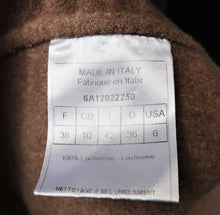 MADE IN ITALY
Fabriqué en Italie
6A12022250
F GB I D USA
38 10 42 36 6
100% Cachemire - Cashmere
NETTOYAGE A SEC UNIQUEMENT